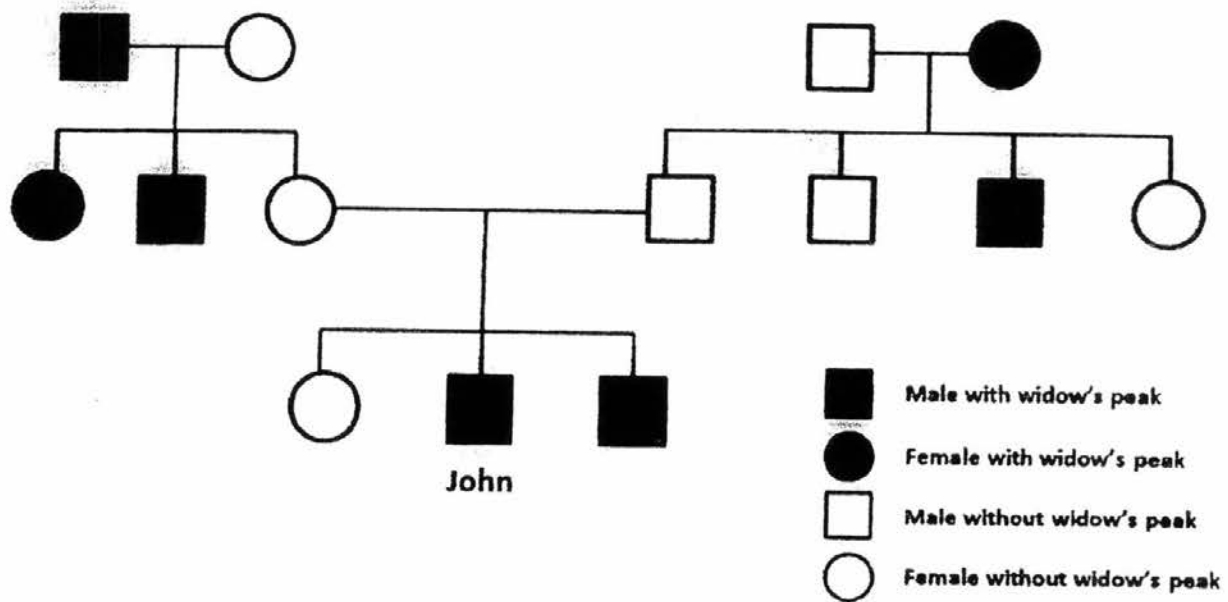 John
Male with widow's peak
Female with widow's peak
Male without widow's peak
Female without widow's peak